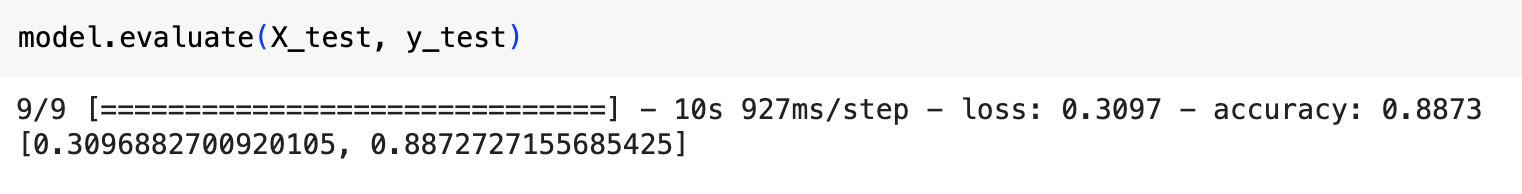 model.evaluate(X_test, y_test)
9/9 [==============================] - 10s 927ms/step - loss: 0.3097 - accuracy: 0.8873
[0.3096882700920105, 0.8872727155685425]